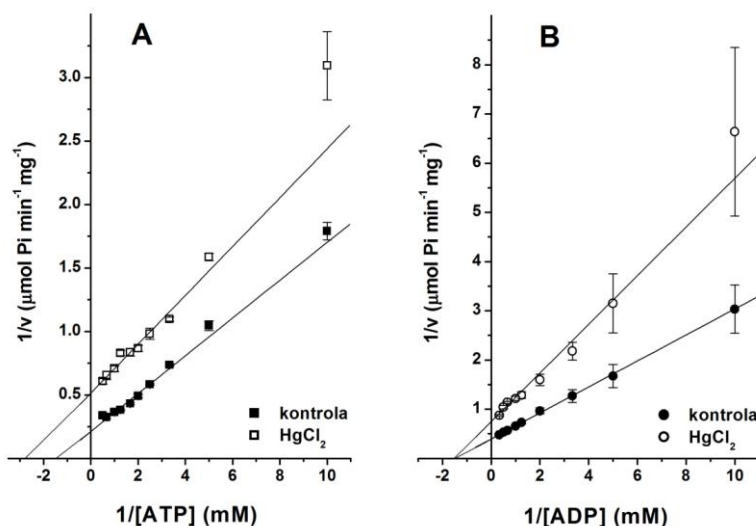 A
1/v (μmol Pi min⁻¹ mg⁻¹)
3.0
2.5
2.0
1.5
1.0
0.5
0 2 4 6 8 10
1/[ATP] (mM)
kontrola
HgCl₂
B
1/v (μmol Pi min⁻¹ mg⁻¹)
8
7
6
5
4
3
2
1
0 2 4 6 8 10
1/[ADP] (mM)
kontrola
HgCl₂